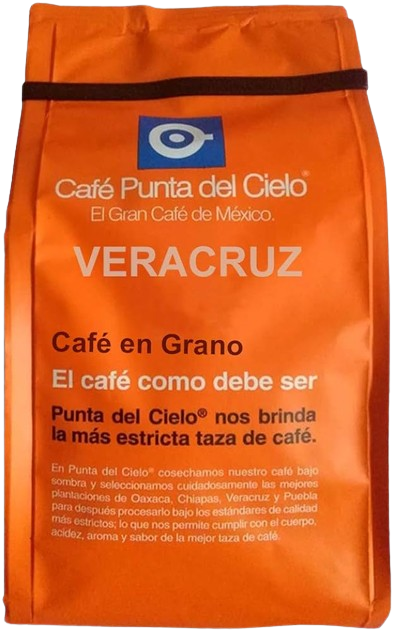 Café Punta del Cielo®
El Gran Café de México.
VERACRUZ
Café en Grano
El café como debe ser
Punta del Cielo® nos brinda
la más estricta taza de café.
En Punta del Cielo® cosechamos nuestro café bajo
sombra y seleccionamos cuidadosamente las mejores
plantaciones de Oaxaca, Chiapas, Veracruz y Puebla
para después procesarlo bajo los estándares de calidad
más estrictos; lo que nos permite cumplir con el cuerpo,
acidez, aroma y sabor de la mejor taza de café.